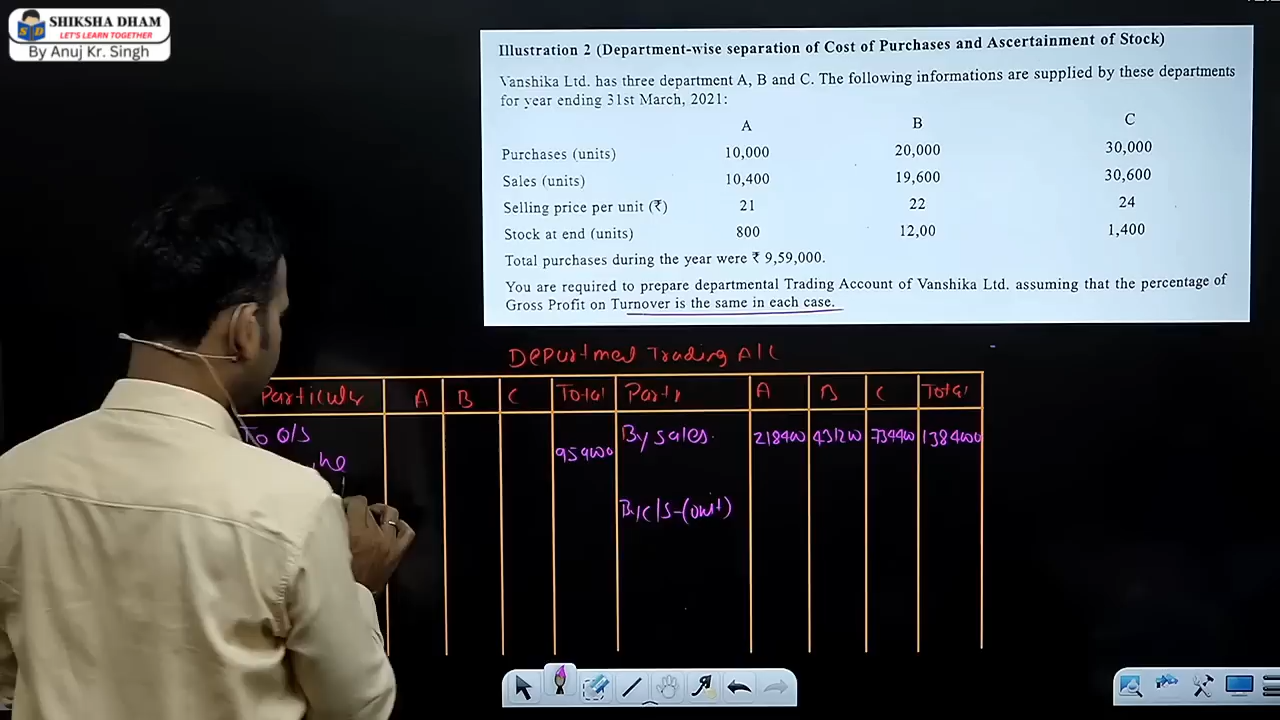 SHIKSHA DHAM
LET'S LEARN TOGETHER
By Anuj Kr. Singh
Illustration 2 (Department-wise separation of Cost of Purchases and Ascertainment of Stock)
Vanshika Ltd. has three department A, B and C. The following informations are supplied by these departments
for year ending 31st March, 2021:
A B C
Purchases (units) 10,000 20,000 30,000
Sales (units) 10,400 19,600 30,600
Selling price per unit (₹) 21 22 24
Stock at end (units) 800 12,00 1,400
Total purchases during the year were ₹ 9,59,000.
You are required to prepare departmental Trading Account of Vanshika Ltd. assuming that the percentage of
Gross Profit on Turnover is the same in each case.
Departmed Trading A/C
Particular A B C Total Parti A B C Total
To O/S By sales. 218400 431200 734400 1384000
959000
By C/S-(unit)